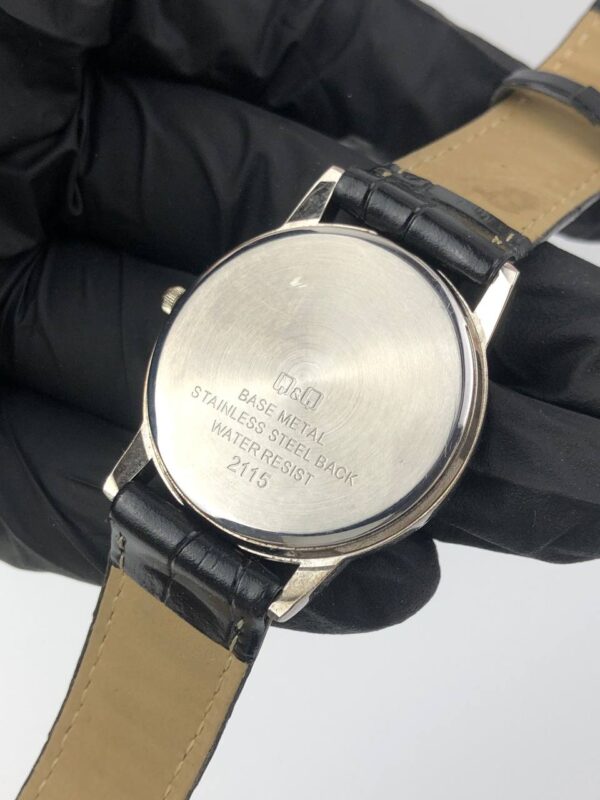 Q&Q
BASE METAL
STAINLESS STEEL BACK
WATER RESIST
2115